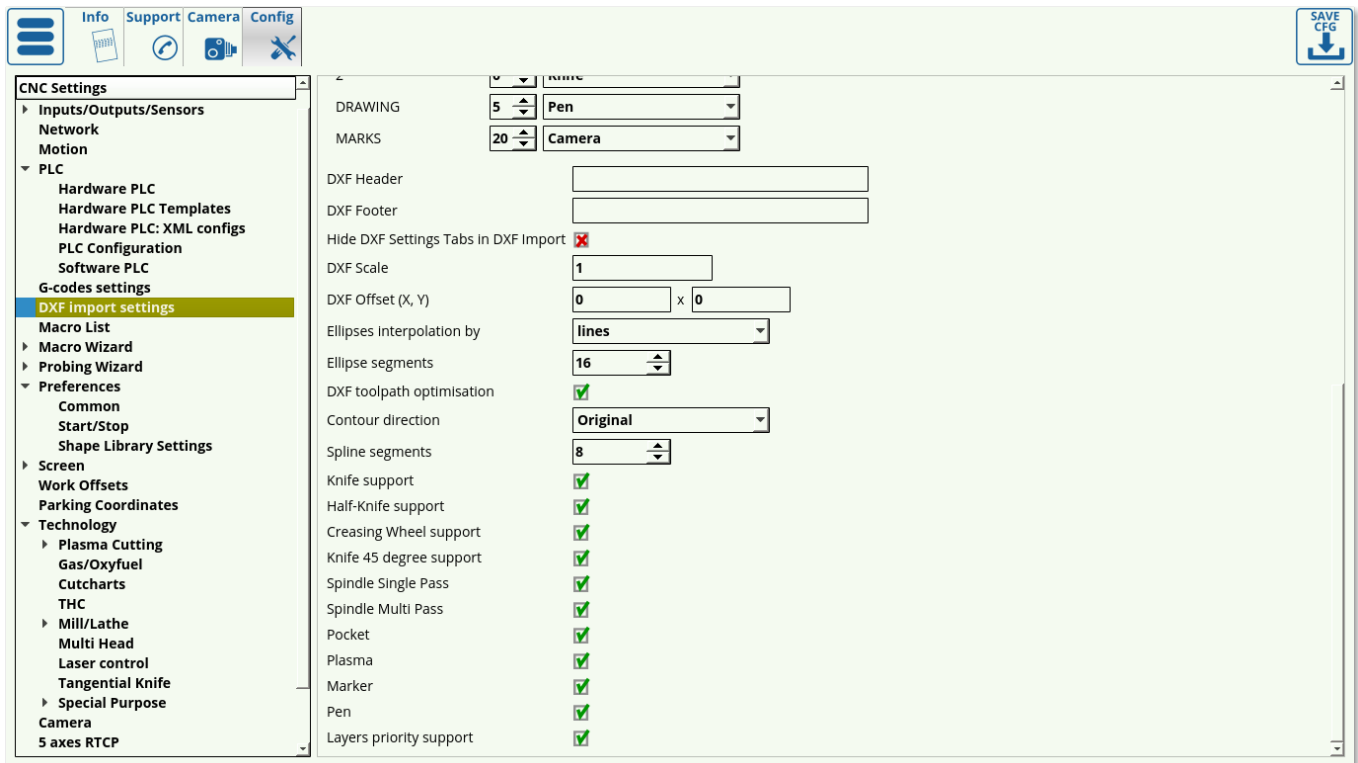 Info Support Camera Config
SAVE
CFG
CNC Settings
Inputs/Outputs/Sensors
Network
Motion
PLC
Hardware PLC
Hardware PLC Templates
Hardware PLC: XML configs
PLC Configuration
Software PLC
G-codes settings
DXF import settings
Macro List
Macro Wizard
Probing Wizard
Preferences
Common
Start/Stop
Shape Library Settings
Screen
Work Offsets
Parking Coordinates
Technology
Plasma Cutting
Gas/Oxyfuel
Cutcharts
THC
Mill/Lathe
Multi Head
Laser control
Tangential Knife
Special Purpose
Camera
5 axes RTCP
Knife
DRAWING 5 Pen
MARKS 20 Camera
DXF Header
DXF Footer
Hide DXF Settings Tabs in DXF Import
DXF Scale 1
DXF Offset (X, Y) 0 x 0
Ellipses interpolation by lines
Ellipse segments 16
DXF toolpath optimisation
Contour direction Original
Spline segments 8
Knife support
Half-Knife support
Creasing Wheel support
Knife 45 degree support
Spindle Single Pass
Spindle Multi Pass
Pocket
Plasma
Marker
Pen
Layers priority support